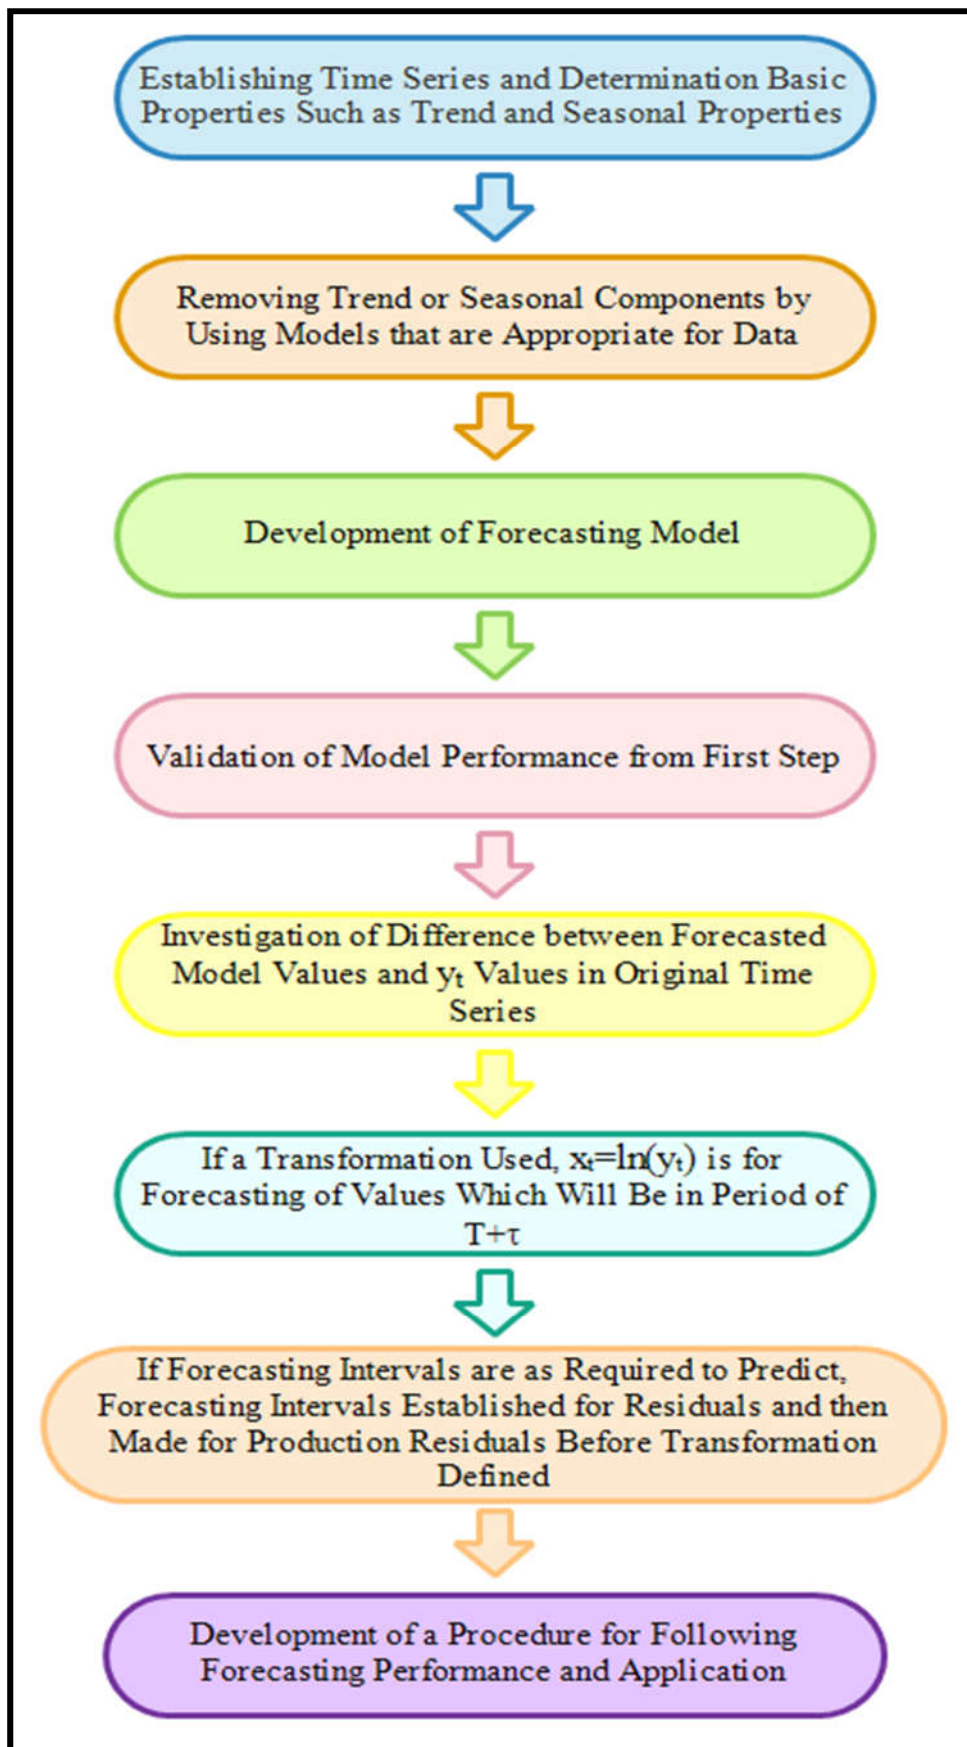 Establishing Time Series and Determination Basic
Properties Such as Trend and Seasonal Properties
Removing Trend or Seasonal Components by
Using Models that are Appropriate for Data
Development of Forecasting Model
Validation of Model Performance from First Step
Investigation of Difference between Forecasted
Model Values and yₜ Values in Original Time
Series
If a Transformation Used, xₜ=ln(yₜ) is for
Forecasting of Values Which Will Be in Period of
T+τ
If Forecasting Intervals are as Required to Predict,
Forecasting Intervals Established for Residuals and then
Made for Production Residuals Before Transformation
Defined
Development of a Procedure for Following
Forecasting Performance and Application